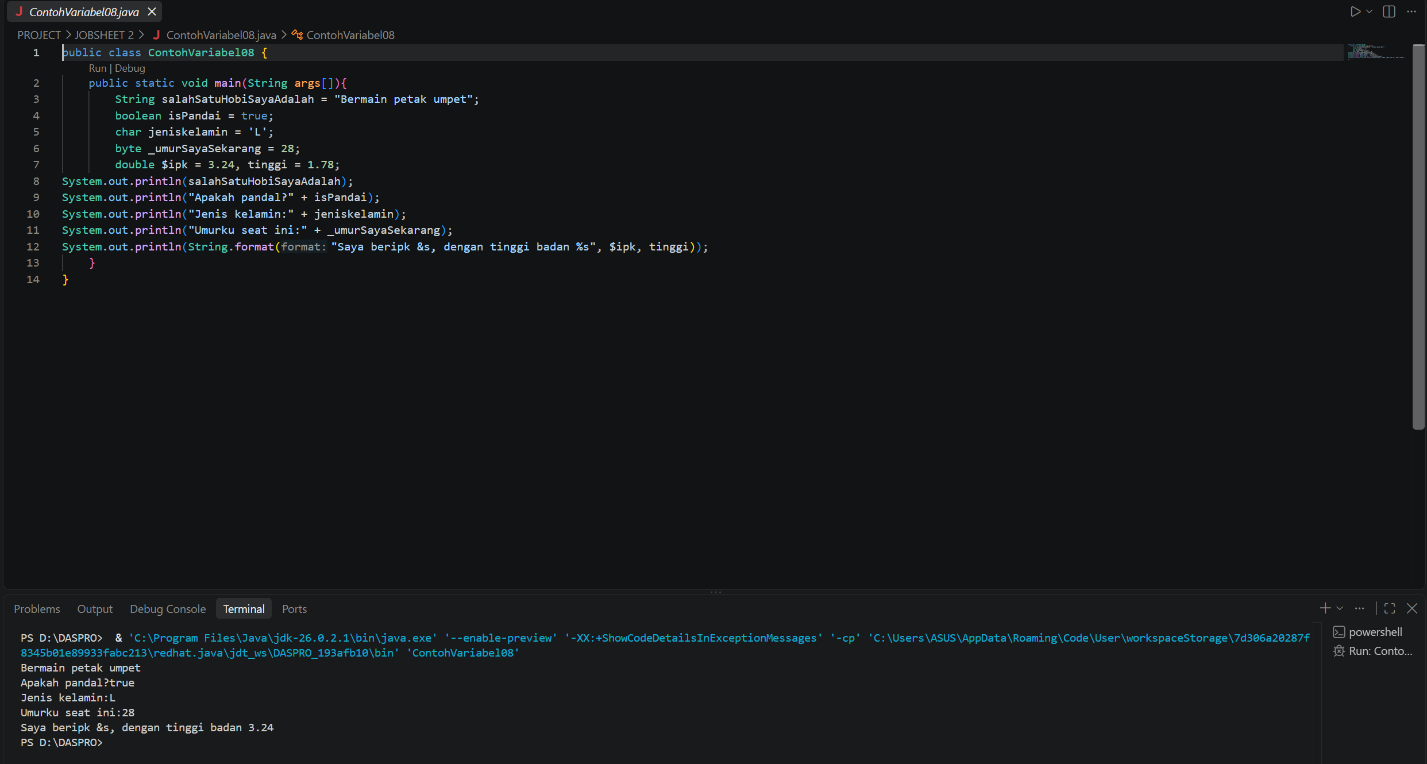 J ContohVariabel08.java ×
PROJECT > JOBSHEET 2 > J ContohVariabel08.java > ContohVariabel08
1 public class ContohVariabel08 {
Run | Debug
2 public static void main(String args[]){
3 String salahSatuHobiSayaAdalah = "Bermain petak umpet";
4 boolean isPandai = true;
5 char jeniskelamin = 'L';
6 byte _umurSayaSekarang = 28;
7 double $ipk = 3.24, tinggi = 1.78;
8 System.out.println(salahSatuHobiSayaAdalah);
9 System.out.println("Apakah pandal?" + isPandai);
10 System.out.println("Jenis kelamin:" + jeniskelamin);
11 System.out.println("Umurku seat ini:" + _umurSayaSekarang);
12 System.out.println(String.format(format: "Saya beripk &s, dengan tinggi badan %s", $ipk, tinggi));
13 }
14 }
Problems Output Debug Console Terminal Ports
PS D:\DASPRO> & 'C:\Program Files\Java\jdk-26.0.2.1\bin\java.exe' '--enable-preview' '-XX:+ShowCodeDetailsInExceptionMessages' '-cp' 'C:\Users\ASUS\AppData\Roaming\Code\User\workspaceStorage\7d306a20287f
8345b01e89933fabc213\redhat.java\jdt_ws\DASPRO_193afb10\bin' 'ContohVariabel08'
Bermain petak umpet
Apakah pandal?true
Jenis kelamin:L
Umurku seat ini:28
Saya beripk &s, dengan tinggi badan 3.24
PS D:\DASPRO>
powershell
Run: Conto...